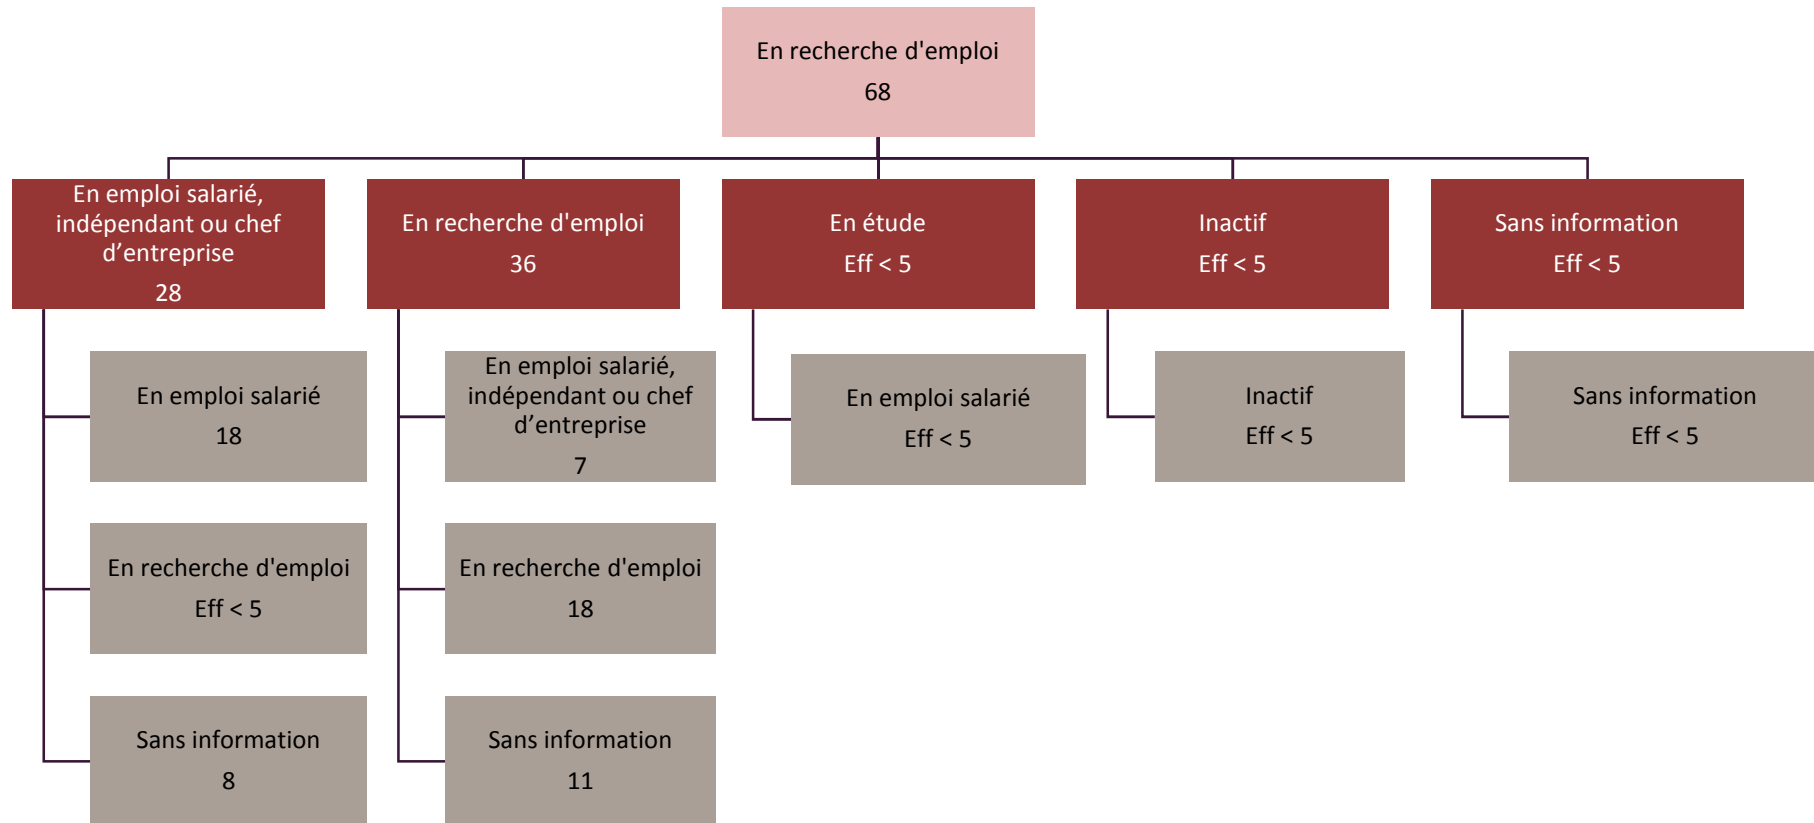 En recherche d'emploi
68
En emploi salarié,
indépendant ou chef
d’entreprise
28
En recherche d'emploi
36
En étude
Eff < 5
Inactif
Eff < 5
Sans information
Eff < 5
En emploi salarié
18
En emploi salarié,
indépendant ou chef
d’entreprise
7
En emploi salarié
Eff < 5
Inactif
Eff < 5
Sans information
Eff < 5
En recherche d'emploi
Eff < 5
En recherche d'emploi
18
Sans information
8
Sans information
11